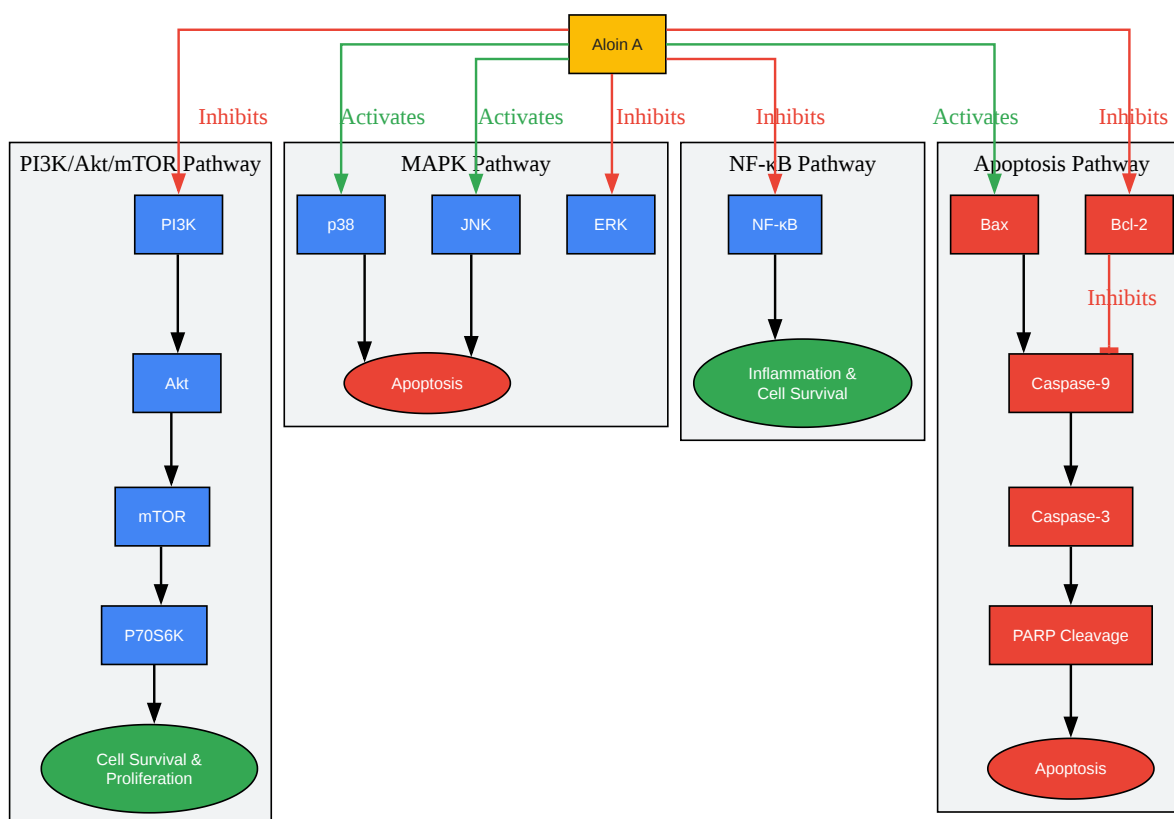 Aloin A
Inhibits
Activates
Activates
Inhibits
Inhibits
Activates
Inhibits
PI3K/Akt/mTOR Pathway
MAPK Pathway
NF-κB Pathway
Apoptosis Pathway
PI3K
p38
JNK
ERK
NF-κB
Bax
Bcl-2
Inhibits
Akt
Apoptosis
Inflammation &
Cell Survival
Caspase-9
mTOR
Caspase-3
P70S6K
PARP Cleavage
Cell Survival &
Proliferation
Apoptosis